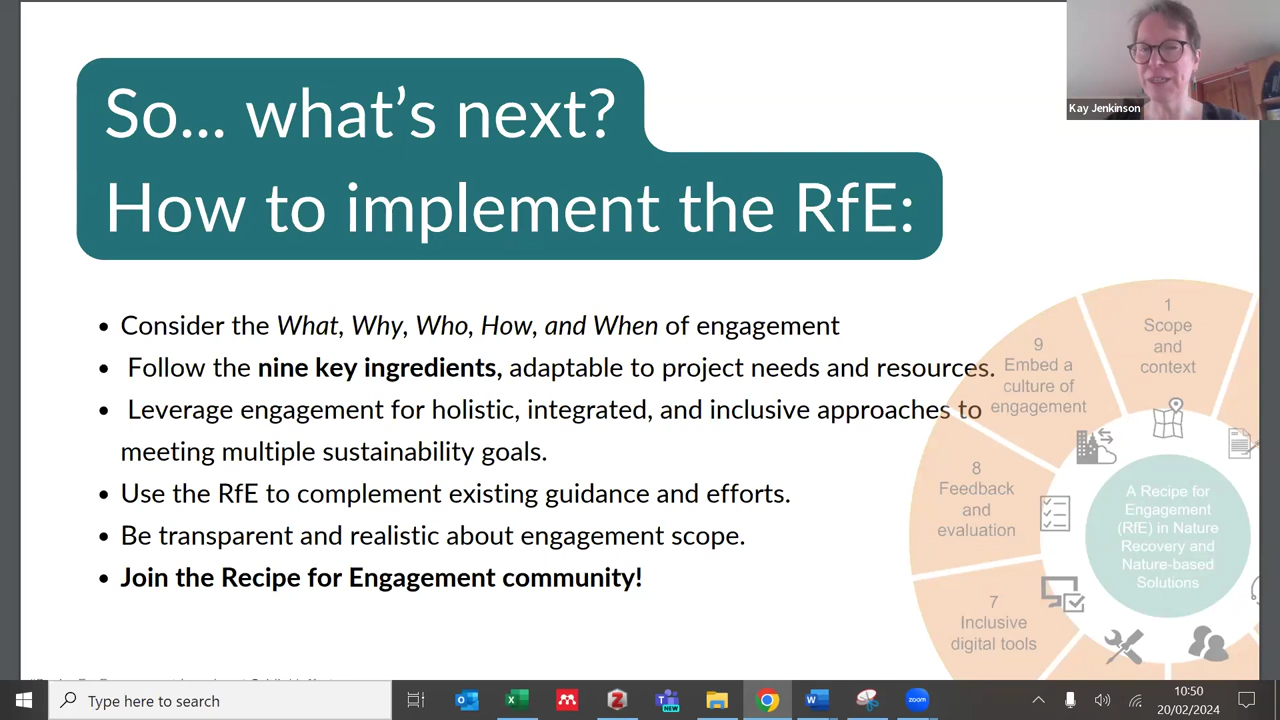 So... what's next?
How to implement the RfE:
Kay Jenkinson
• Consider the What, Why, Who, How, and When of engagement
• Follow the nine key ingredients, adaptable to project needs and resources.
• Leverage engagement for holistic, integrated, and inclusive approaches to
meeting multiple sustainability goals.
• Use the RfE to complement existing guidance and efforts.
• Be transparent and realistic about engagement scope.
• Join the Recipe for Engagement community!
1
Scope
and
context
9
Embed a
culture of
engagement
8
Feedback
and
evaluation
7
Inclusive
digital tools
A Recipe for
Engagement
(RfE) in Nature
Recovery and
Nature-based
Solutions
Type here to search
NEW
zoom
10:50
20/02/2024